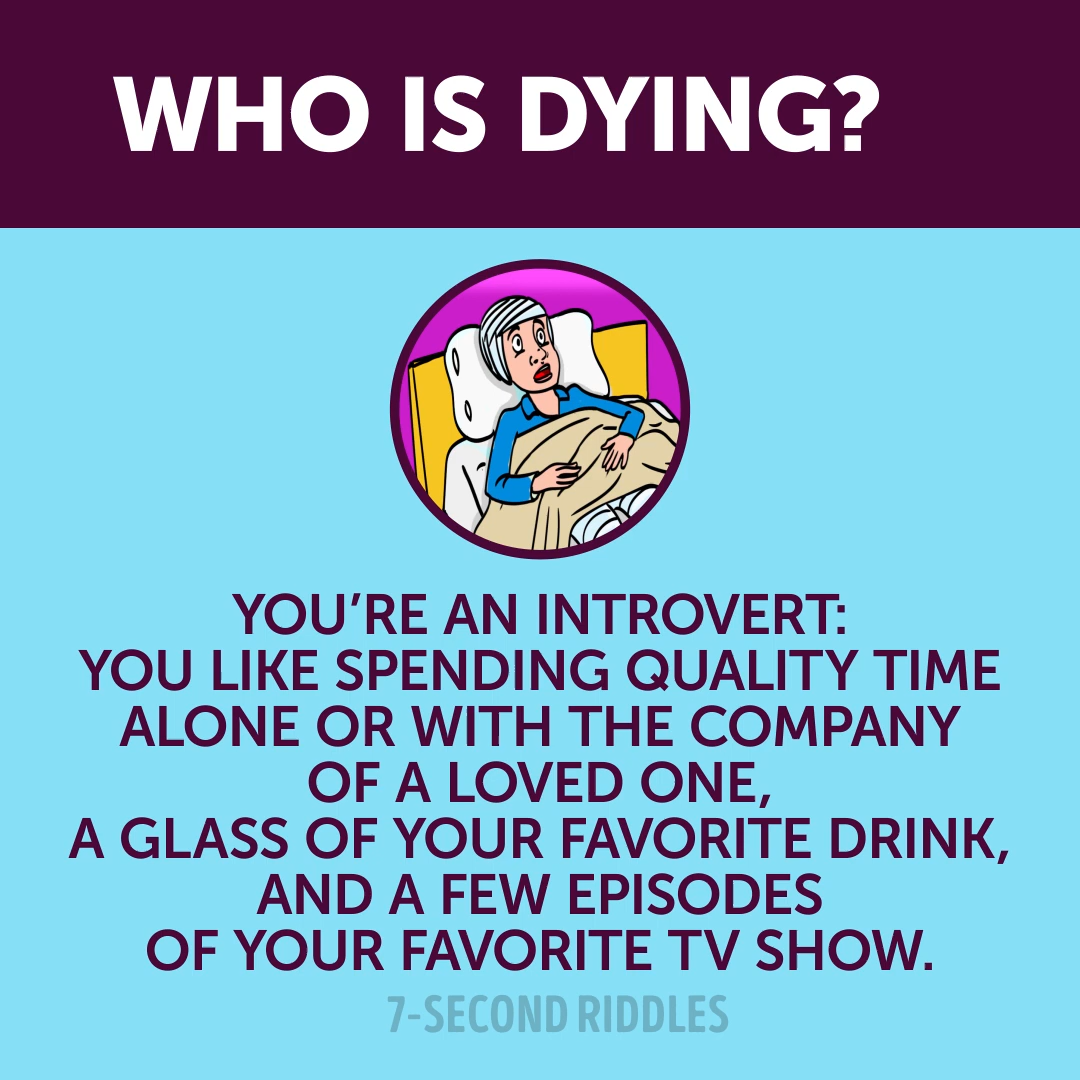 WHO IS DYING?
YOU’RE AN INTROVERT:
YOU LIKE SPENDING QUALITY TIME
ALONE OR WITH THE COMPANY
OF A LOVED ONE,
A GLASS OF YOUR FAVORITE DRINK,
AND A FEW EPISODES
OF YOUR FAVORITE TV SHOW.
7-SECOND RIDDLES